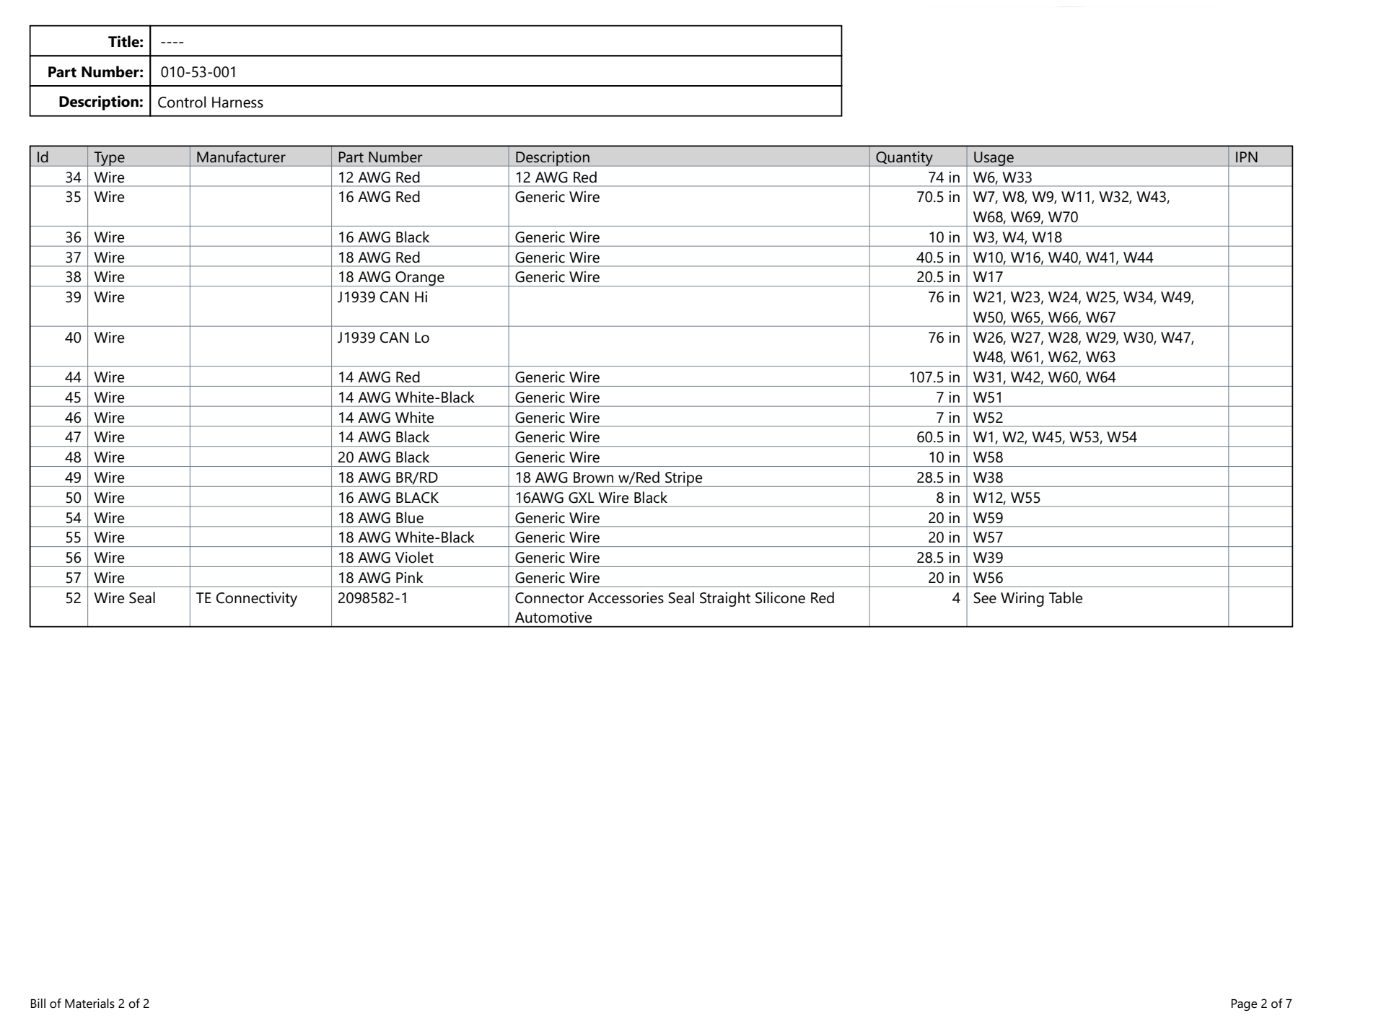 Title: ----
Part Number: 010-53-001
Description: Control Harness
Id Type Manufacturer Part Number Description Quantity Usage IPN
34 Wire 12 AWG Red 12 AWG Red 74 in W6, W33
35 Wire 16 AWG Red Generic Wire 70.5 in W7, W8, W9, W11, W32, W43,
W68, W69, W70
36 Wire 16 AWG Black Generic Wire 10 in W3, W4, W18
37 Wire 18 AWG Red Generic Wire 40.5 in W10, W16, W40, W41, W44
38 Wire 18 AWG Orange Generic Wire 20.5 in W17
39 Wire J1939 CAN Hi 76 in W21, W23, W24, W25, W34, W49,
W50, W65, W66, W67
40 Wire J1939 CAN Lo 76 in W26, W27, W28, W29, W30, W47,
W48, W61, W62, W63
44 Wire 14 AWG Red Generic Wire 107.5 in W31, W42, W60, W64
45 Wire 14 AWG White-Black Generic Wire 7 in W51
46 Wire 14 AWG White Generic Wire 7 in W52
47 Wire 14 AWG Black Generic Wire 60.5 in W1, W2, W45, W53, W54
48 Wire 20 AWG Black Generic Wire 10 in W58
49 Wire 18 AWG BR/RD 18 AWG Brown w/Red Stripe 28.5 in W38
50 Wire 16 AWG BLACK 16AWG GXL Wire Black 8 in W12, W55
54 Wire 18 AWG Blue Generic Wire 20 in W59
55 Wire 18 AWG White-Black Generic Wire 20 in W57
56 Wire 18 AWG Violet Generic Wire 28.5 in W39
57 Wire 18 AWG Pink Generic Wire 20 in W56
52 Wire Seal TE Connectivity 2098582-1 Connector Accessories Seal Straight Silicone Red 4 See Wiring Table
Automotive
Bill of Materials 2 of 2 Page 2 of 7